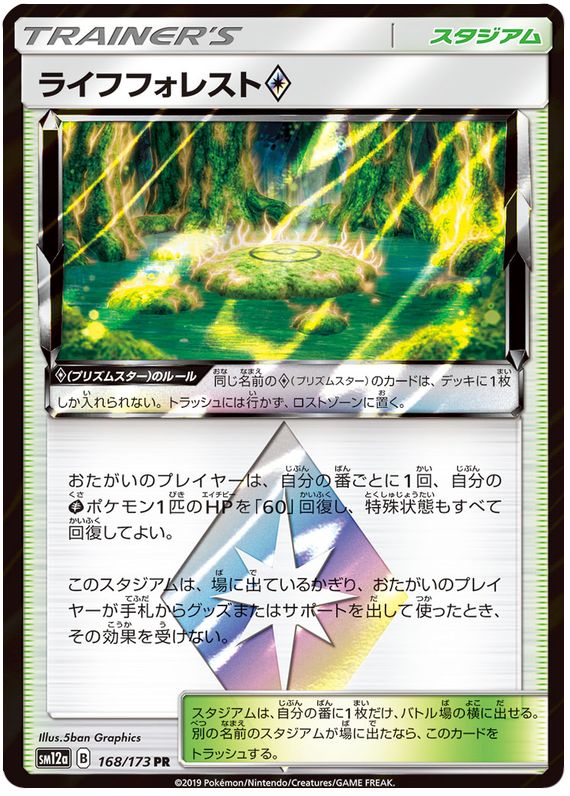 TRAINER'S スタジアム
ライフフォレスト◇
◇(プリズムスター)のルール 同じ名前の◇(プリズムスター)のカードは、デッキに1枚
しか入れられない。トラッシュには行かず、ロストゾーンに置く。
おたがいのプレイヤーは、自分の番ごとに1回、自分の
ポケモン1匹のHPを「60」回復し、特殊状態もすべて
回復してよい。
このスタジアムは、場に出ているかぎり、おたがいのプレイ
ヤーが手札からグッズまたはサポートを出して使ったとき、
その効果を受けない。
スタジアムは、自分の番に1枚だけ、バトル場の横に出せる。
別の名前のスタジアムが場に出たなら、このカードを
トラッシュする。
Illus.5ban Graphics
SM12a B 168/173 PR
©2019 Pokémon/Nintendo/Creatures/GAME FREAK.